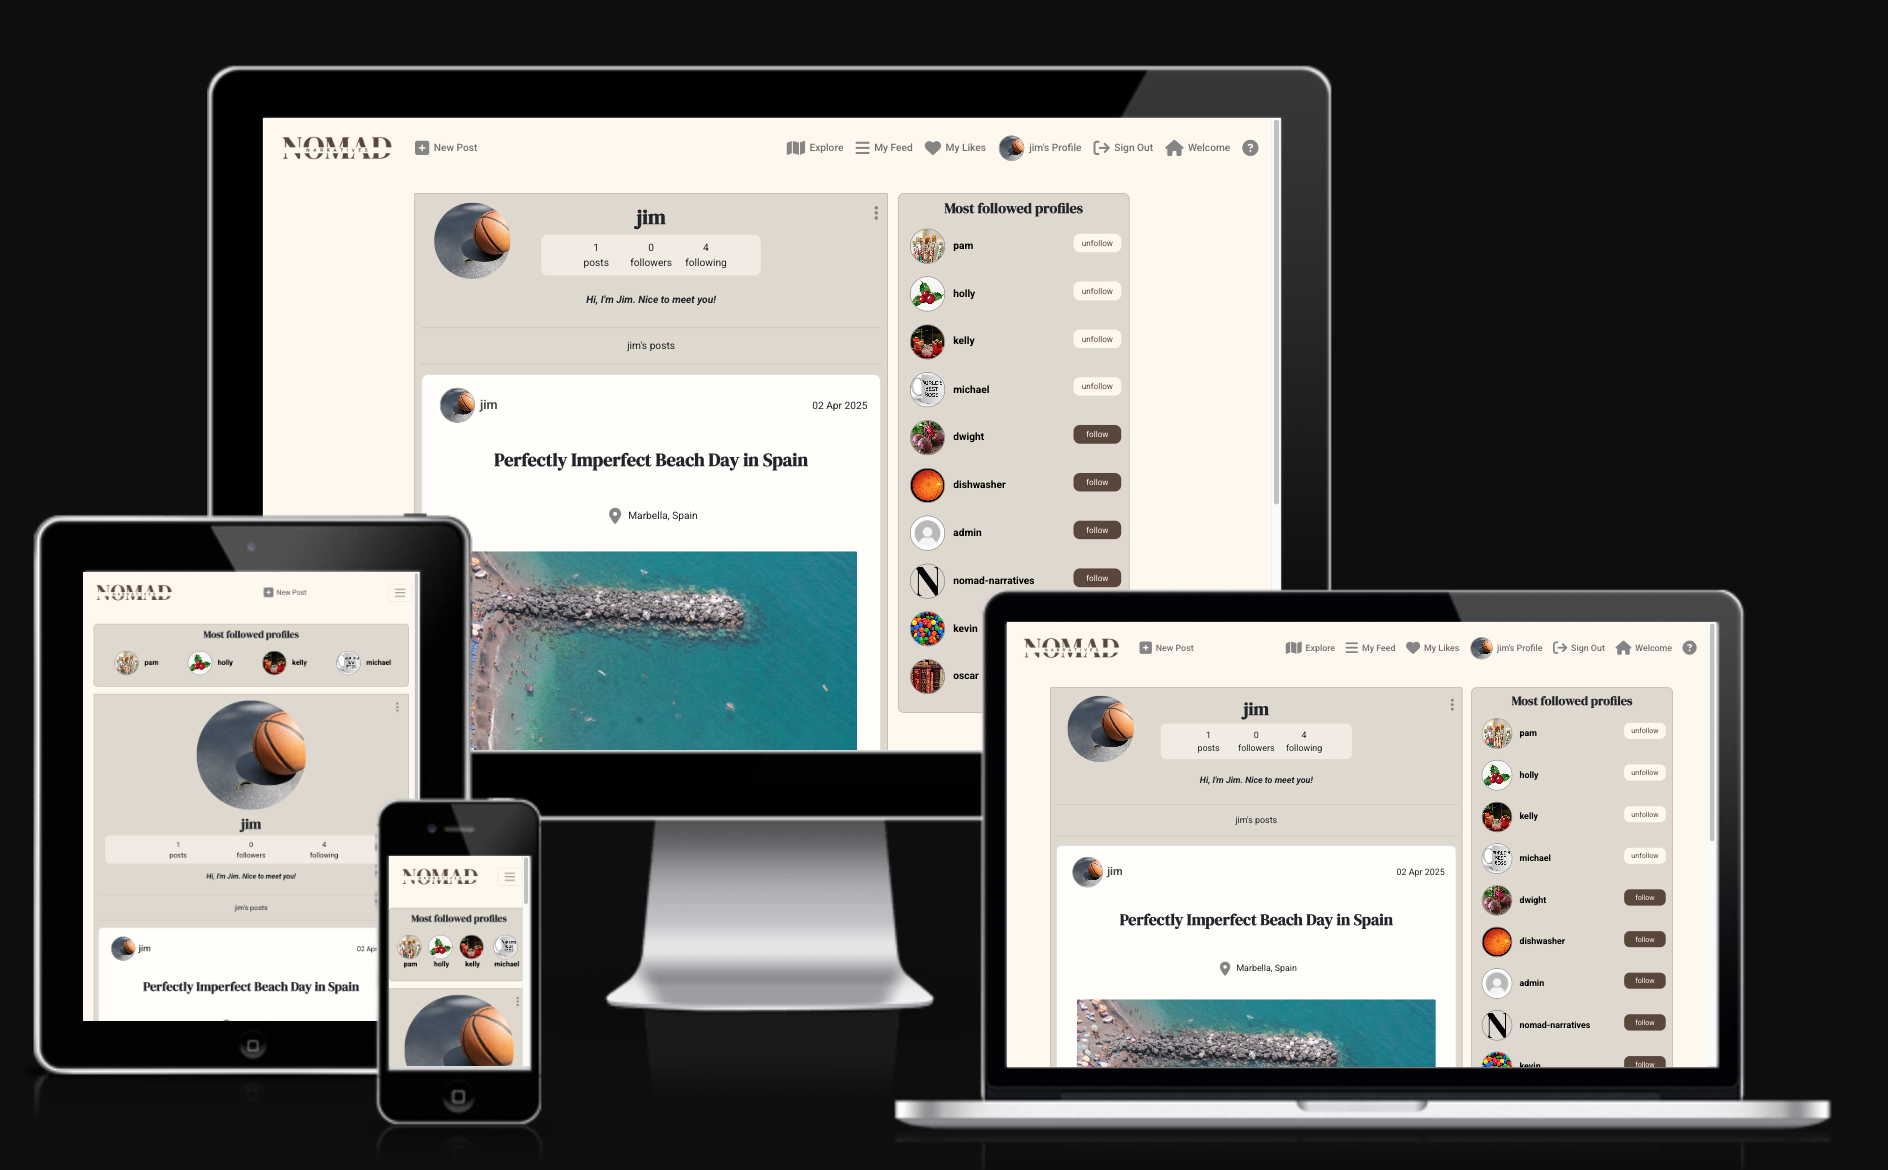 NOMAD
NARRATIVES
New Post
Explore
My Feed
My Likes
jim's Profile
Sign Out
Welcome
?
jim
1 0 4
posts followers following
Hi, I'm Jim. Nice to meet you!
jim's posts
jim
02 Apr 2025
Perfectly Imperfect Beach Day in Spain
Marbella, Spain
Most followed profiles
pam unfollow
holly unfollow
kelly unfollow
michael unfollow
dwight follow
dishwasher follow
admin follow
N nomad-narratives follow
kevin
oscar
NOMAD
New Post
Most followed profiles
pam holly kelly michael
jim
1 0 4
posts followers following
Hi, I'm Jim. Nice to meet you!
jim's posts
jim
02 Apr
Perfectly Imperfect Beach Day in Spain
NOMAD
Most followed profiles
pam holly kelly michael
NOMAD
NARRATIVES
New Post
Explore
My Feed
My Likes
jim's Profile
Sign Out
Welcome
?
jim
1 0 4
posts followers following
Hi, I'm Jim. Nice to meet you!
jim's posts
jim
02 Apr 2025
Perfectly Imperfect Beach Day in Spain
Marbella, Spain
Most followed profiles
pam unfollow
holly unfollow
kelly unfollow
michael unfollow
dwight follow
dishwasher follow
admin follow
N nomad-narratives follow
kevin follow